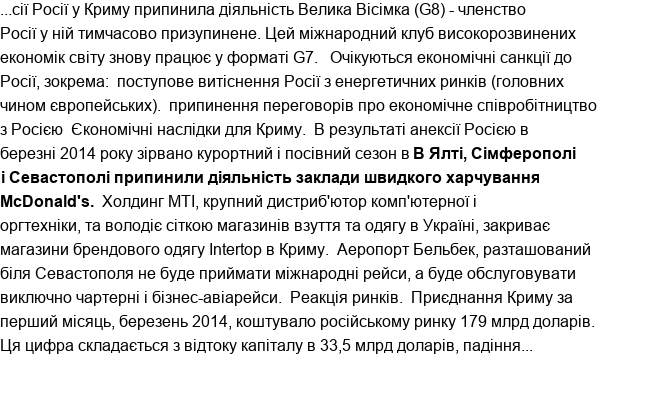 ...сії Росії у Криму припинила діяльність Велика Вісімка (G8) - членство
Росії у ній тимчасово призупинене. Цей міжнародний клуб високорозвинених
економік світу знову працює у форматі G7.   Очікуються економічні санкції до
Росії, зокрема:  поступове витіснення Росії з енергетичних ринків (головних
чином європейських).  припинення переговорів про економічне співробітництво
з Росією  Єкономічні наслідки для Криму.  В результаті анексії Росією в
березні 2014 року зірвано курортний і посівний сезон в В Ялті, Сімферополі
і Севастополі припинили діяльність заклади швидкого харчування
McDonald's.  Холдинг МТІ, крупний дистриб'ютор комп'ютерної і
оргтехніки, та володіє сіткою магазинів взуття та одягу в Україні, закриває
магазини брендового одягу Intertop в Криму.  Аеропорт Бельбек, разташований
біля Севастополя не буде приймати міжнародні рейси, а буде обслуговувати
виключно чартерні і бізнес-авіарейси.  Реакція ринків.  Приєднання Криму за
перший місяць, березень 2014, коштувало російському ринку 179 млрд доларів.
Ця цифра складається з відтоку капіталу в 33,5 млрд доларів, падіння...